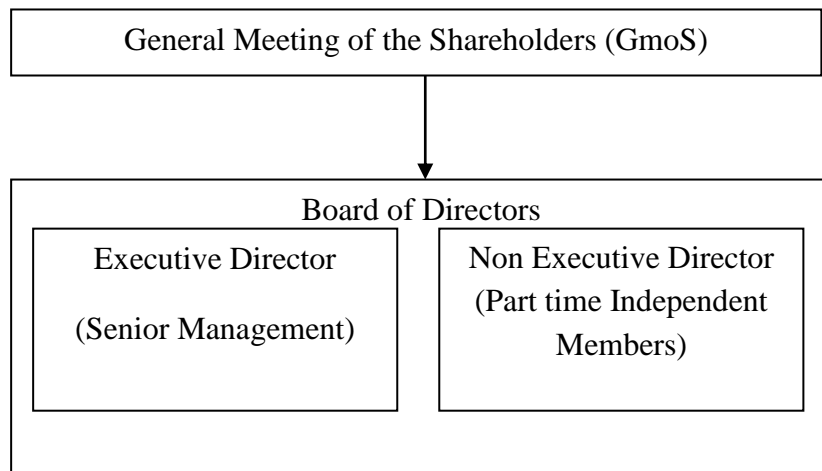 General Meeting of the Shareholders (GmoS)
Board of Directors
Executive Director
(Senior Management)
Non Executive Director
(Part time Independent
Members)